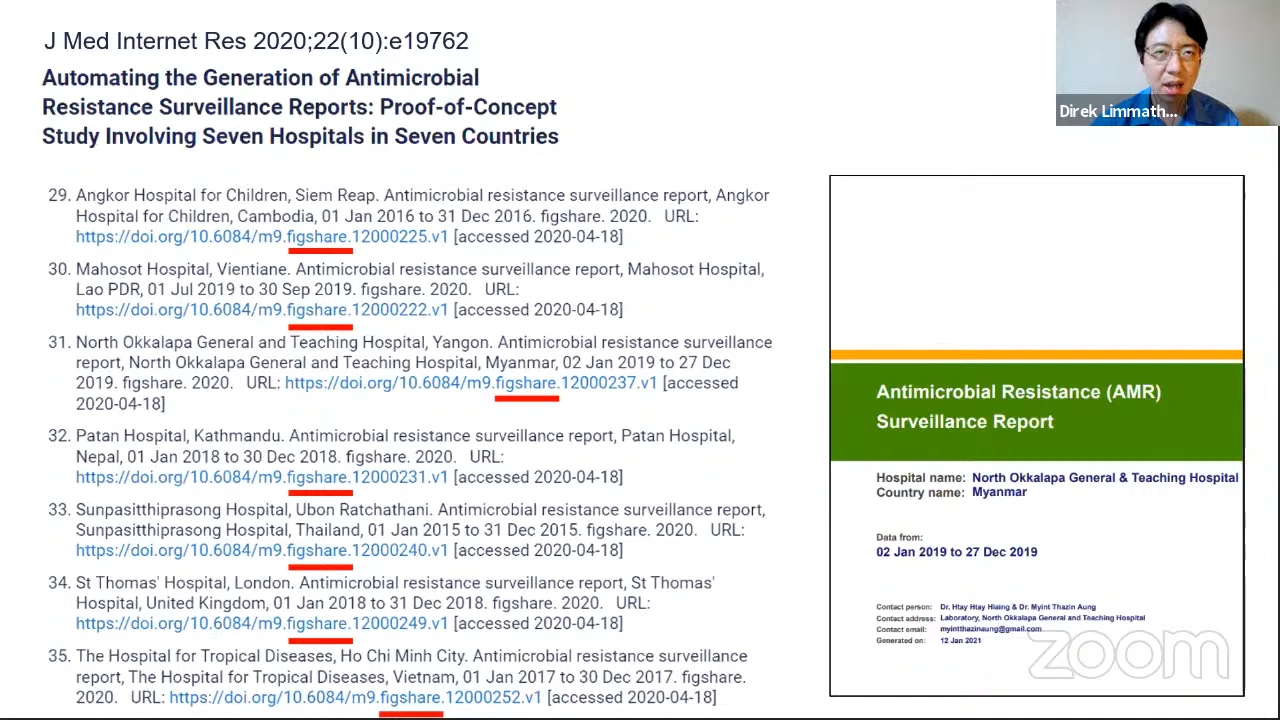 J Med Internet Res 2020;22(10):e19762
Automating the Generation of Antimicrobial
Resistance Surveillance Reports: Proof-of-Concept
Study Involving Seven Hospitals in Seven Countries
29. Angkor Hospital for Children, Siem Reap. Antimicrobial resistance surveillance report, Angkor
Hospital for Children, Cambodia, 01 Jan 2016 to 31 Dec 2016. figshare. 2020. URL:
https://doi.org/10.6084/m9.figshare.12000225.v1 [accessed 2020-04-18]
30. Mahosot Hospital, Vientiane. Antimicrobial resistance surveillance report, Mahosot Hospital,
Lao PDR, 01 Jul 2019 to 30 Sep 2019. figshare. 2020. URL:
https://doi.org/10.6084/m9.figshare.12000222.v1 [accessed 2020-04-18]
31. North Okkalapa General and Teaching Hospital, Yangon. Antimicrobial resistance surveillance
report, North Okkalapa General and Teaching Hospital, Myanmar, 02 Jan 2019 to 27 Dec
2019. figshare. 2020. URL: https://doi.org/10.6084/m9.figshare.12000237.v1 [accessed
2020-04-18]
32. Patan Hospital, Kathmandu. Antimicrobial resistance surveillance report, Patan Hospital,
Nepal, 01 Jan 2018 to 30 Dec 2018. figshare. 2020. URL:
https://doi.org/10.6084/m9.figshare.12000231.v1 [accessed 2020-04-18]
33. Sunpasitthiprasong Hospital, Ubon Ratchathani. Antimicrobial resistance surveillance report,
Sunpasitthiprasong Hospital, Thailand, 01 Jan 2015 to 31 Dec 2015. figshare. 2020. URL:
https://doi.org/10.6084/m9.figshare.12000240.v1 [accessed 2020-04-18]
34. St Thomas' Hospital, London. Antimicrobial resistance surveillance report, St Thomas'
Hospital, United Kingdom, 01 Jan 2018 to 31 Dec 2018. figshare. 2020. URL:
https://doi.org/10.6084/m9.figshare.12000249.v1 [accessed 2020-04-18]
35. The Hospital for Tropical Diseases, Ho Chi Minh City. Antimicrobial resistance surveillance
report, The Hospital for Tropical Diseases, Vietnam, 01 Jan 2017 to 30 Dec 2017. figshare.
2020. URL: https://doi.org/10.6084/m9.figshare.12000252.v1 [accessed 2020-04-18]
Direk Limmath...
Antimicrobial Resistance (AMR)
Surveillance Report
Hospital name: North Okkalapa General & Teaching Hospital
Country name: Myanmar
Data from:
02 Jan 2019 to 27 Dec 2019
Contact person: Dr. Htay Htay Hlaing & Dr. Myint Thazin Aung
Contact address: Laboratory, North Okkalapa General and Teaching Hospital
Contact email: myintthazinaung@gmail.com
Generated on: 12 Jan 2021
zoom